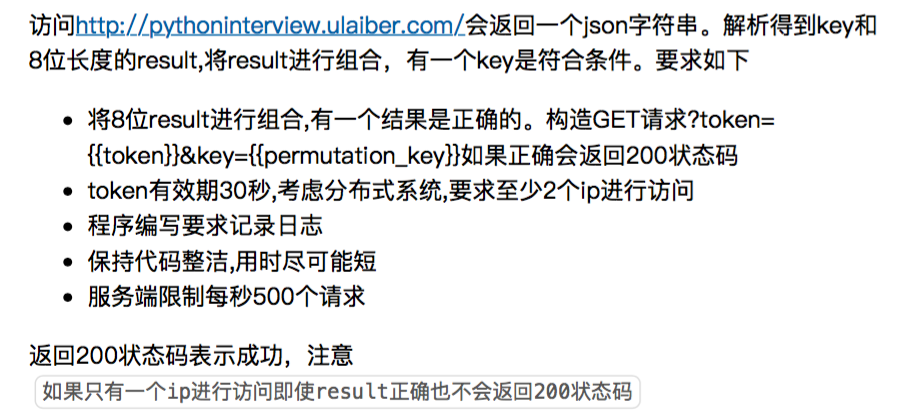 访问http://pythoninterview.ulaiber.com/会返回一个json字符串。解析得到key和
8位长度的result,将result进行组合，有一个key是符合条件。要求如下
• 将8位result进行组合,有一个结果是正确的。构造GET请求?token=
{{token}}&key={{permutation_key}}如果正确会返回200状态码
• token有效期30秒,考虑分布式系统,要求至少2个ip进行访问
• 程序编写要求记录日志
• 保持代码整洁,用时尽可能短
• 服务端限制每秒500个请求
返回200状态码表示成功，注意
如果只有一个ip进行访问即使result正确也不会返回200状态码